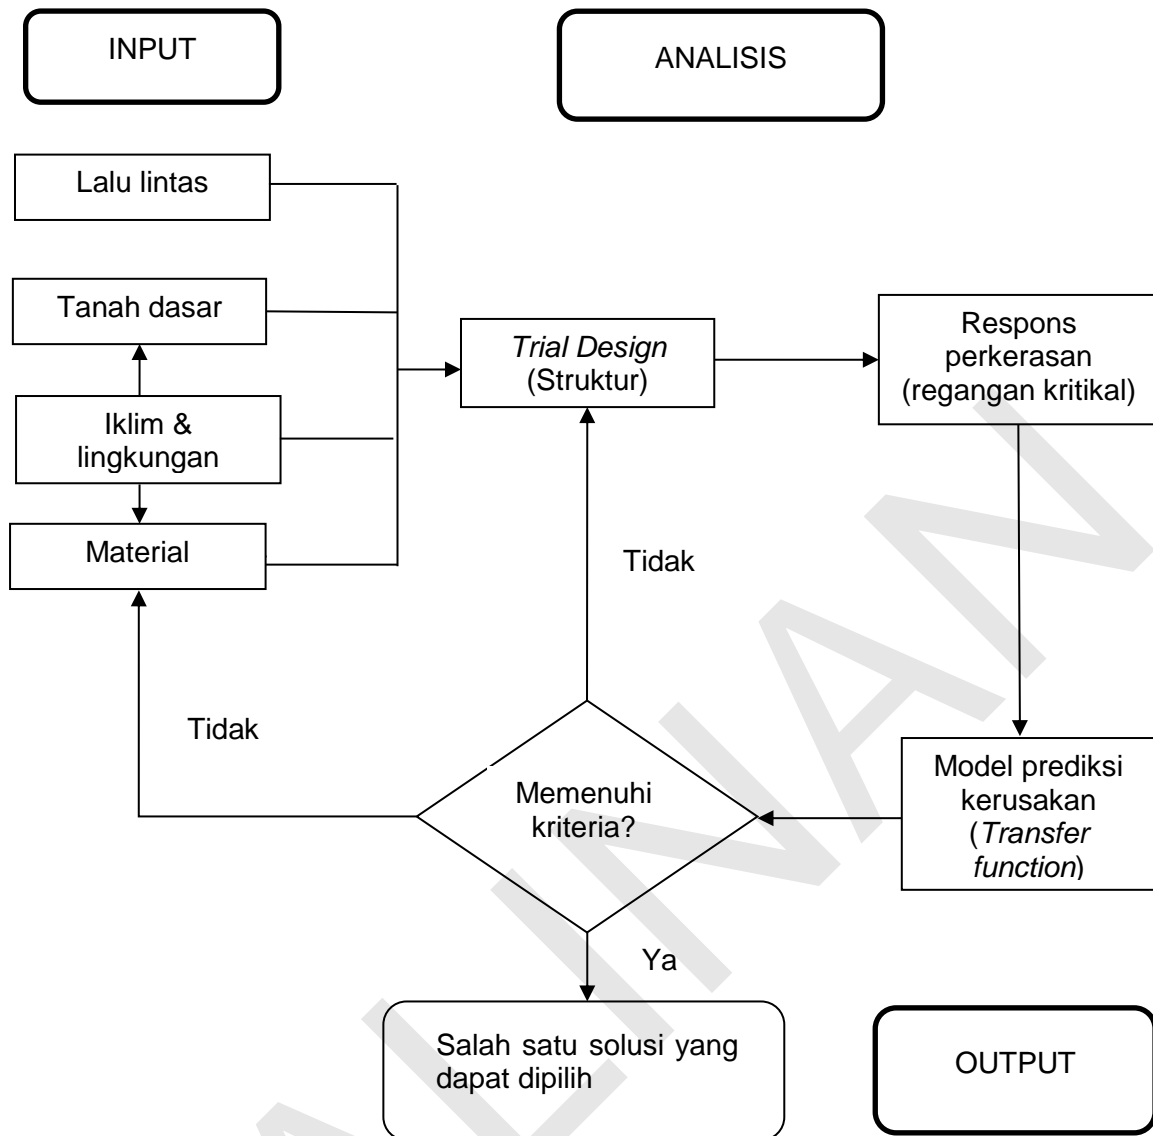 INPUT
ANALISIS
Lalu lintas
Tanah dasar
Iklim &
lingkungan
Material
Trial Design
(Struktur)
Respons
perkerasan
(regangan kritikal)
Tidak
Tidak
Memenuhi
kriteria?
Model prediksi
kerusakan
(Transfer
function)
Ya
Salah satu solusi yang
dapat dipilih
OUTPUT